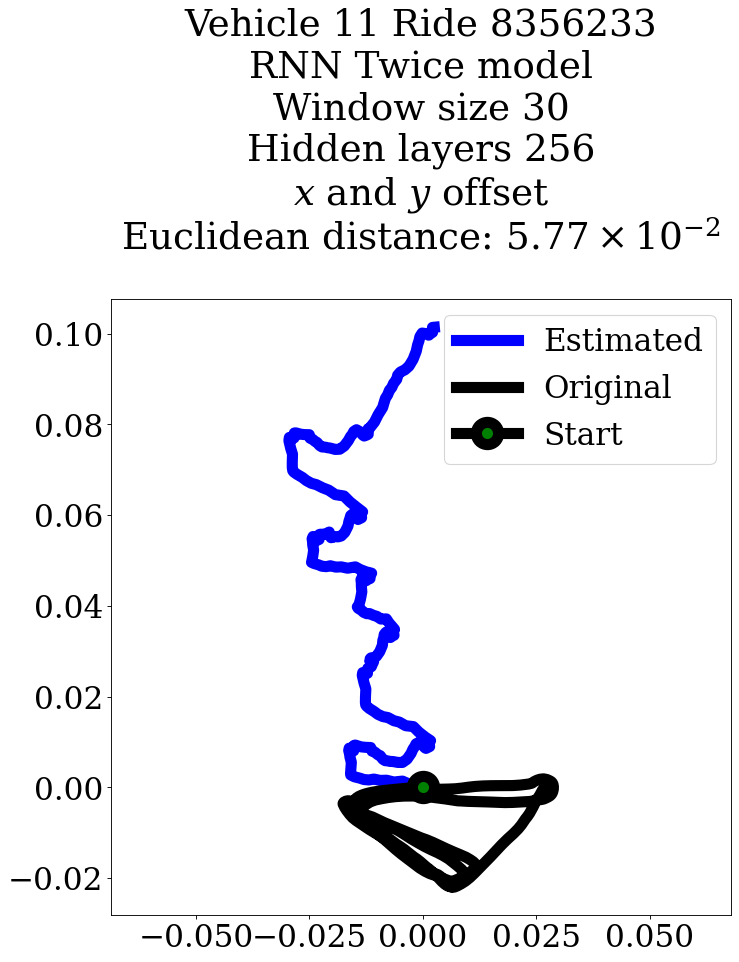 Vehicle 11 Ride 8356233
RNN Twice model
Window size 30
Hidden layers 256
x and y offset
Euclidean distance: 5.77 × 10⁻²
Estimated
Original
Start
0.10
0.08
0.06
0.04
0.02
0.00
−0.02
−0.050 −0.025 0.000 0.025 0.050